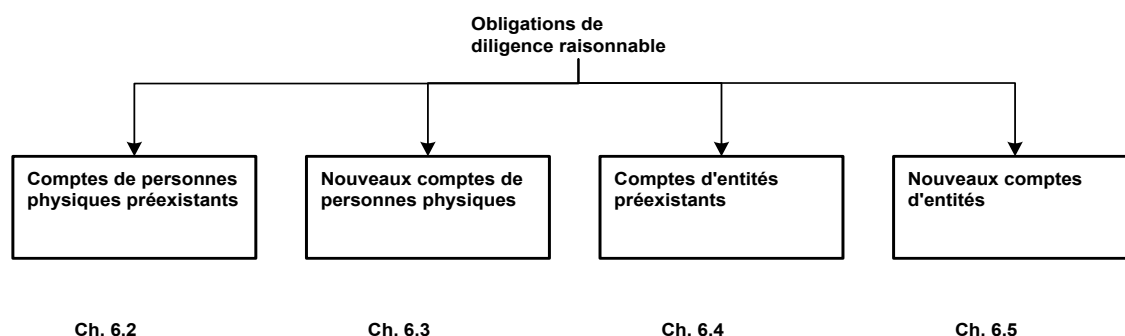 Obligations de
diligence raisonnable
Comptes de personnes
physiques préexistants
Nouveaux comptes de
personnes physiques
Comptes d'entités
préexistants
Nouveaux comptes
d'entités
Ch. 6.2
Ch. 6.3
Ch. 6.4
Ch. 6.5